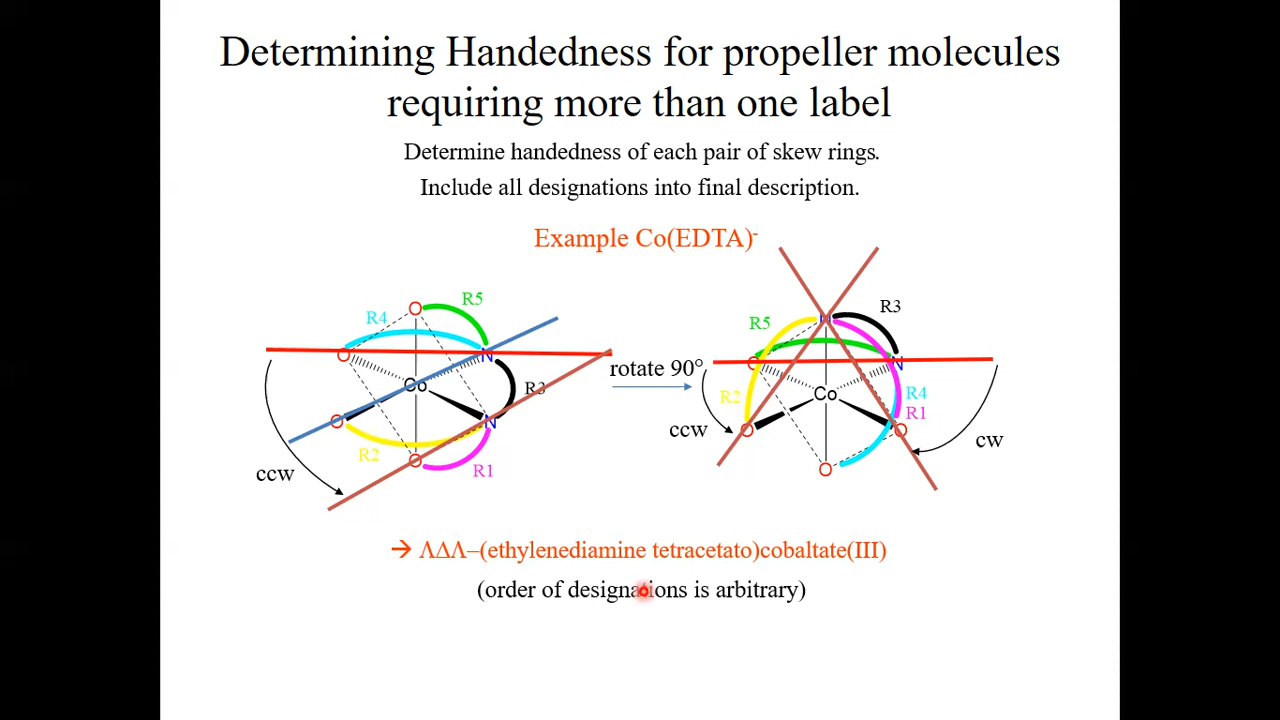 Determining Handedness for propeller molecules
requiring more than one label
Determine handedness of each pair of skew rings.
Include all designations into final description.
Example Co(EDTA)-
R5
R4
O
O
N
Co
R3
O
N
R2
O
R1
ccw
rotate 90°
R3
R5
N
O
N
Co
R2
R4
R1
ccw
O
O
cw
O
→ ΛΔΛ–(ethylenediamine tetracetato)cobaltate(III)
(order of designations is arbitrary)